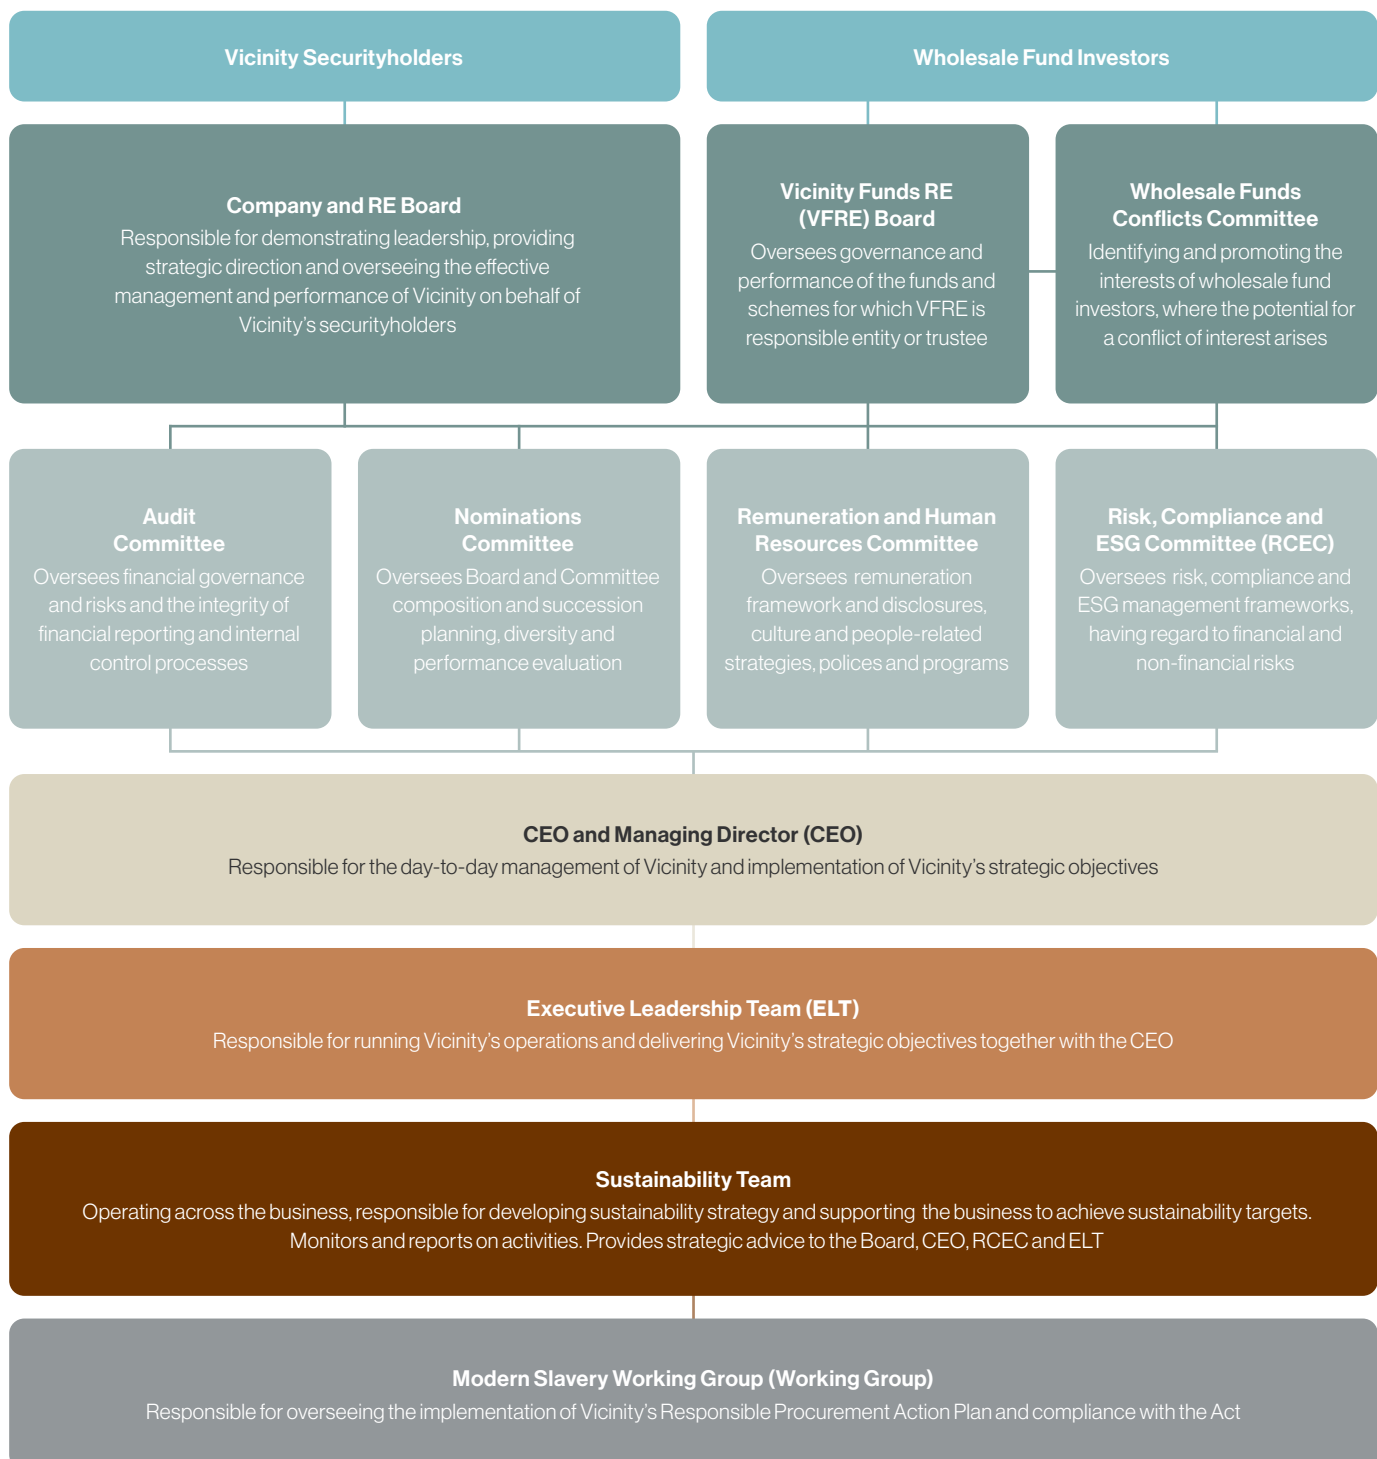 Vicinity Securityholders
Wholesale Fund Investors
Company and RE Board
Responsible for demonstrating leadership, providing
strategic direction and overseeing the effective
management and performance of Vicinity on behalf of
Vicinity's securityholders
Vicinity Funds RE
(VFRE) Board
Oversees governance and
performance of the funds and
schemes for which VFRE is
responsible entity or trustee
Wholesale Funds
Conflicts Committee
Identifying and promoting the
interests of wholesale fund
investors, where the potential for
a conflict of interest arises
Audit
Committee
Oversees financial governance
and risks and the integrity of
financial reporting and internal
control processes
Nominations
Committee
Oversees Board and Committee
composition and succession
planning, diversity and
performance evaluation
Remuneration and Human
Resources Committee
Oversees remuneration
framework and disclosures,
culture and people-related
strategies, polices and programs
Risk, Compliance and
ESG Committee (RCEC)
Oversees risk, compliance and
ESG management frameworks,
having regard to financial and
non-financial risks
CEO and Managing Director (CEO)
Responsible for the day-to-day management of Vicinity and implementation of Vicinity's strategic objectives
Executive Leadership Team (ELT)
Responsible for running Vicinity's operations and delivering Vicinity's strategic objectives together with the CEO
Sustainability Team
Operating across the business, responsible for developing sustainability strategy and supporting the business to achieve sustainability targets.
Monitors and reports on activities. Provides strategic advice to the Board, CEO, RCEC and ELT
Modern Slavery Working Group (Working Group)
Responsible for overseeing the implementation of Vicinity's Responsible Procurement Action Plan and compliance with the Act